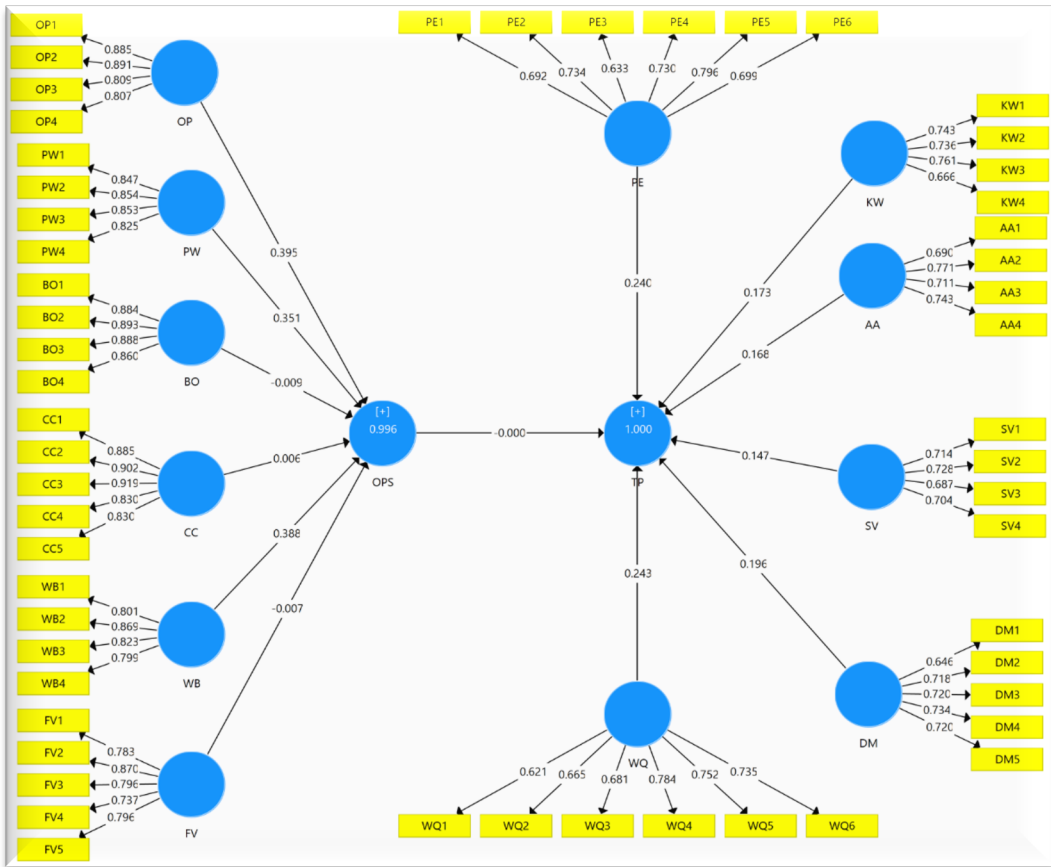 OP1
OP2
OP3
OP4
0.885
0.891
0.809
0.807
OP
PW1
PW2
PW3
PW4
0.847
0.854
0.853
0.825
PW
BO1
BO2
BO3
BO4
0.884
0.893
0.888
0.860
BO
CC1
CC2
CC3
CC4
CC5
0.885
0.902
0.919
0.830
0.830
CC
WB1
WB2
WB3
WB4
0.801
0.869
0.823
0.799
WB
FV1
FV2
FV3
FV4
FV5
0.783
0.870
0.796
0.737
0.796
FV
0.395
0.351
-0.009
0.006
0.388
-0.007
[+]
0.996
OPS
-0.000
PE1 PE2 PE3 PE4 PE5 PE6
0.692 0.734 0.633 0.730 0.796 0.699
PE
0.240
[+]
1.000
TP
0.243
WQ
0.621 0.665 0.681 0.784 0.752 0.735
WQ1 WQ2 WQ3 WQ4 WQ5 WQ6
KW1
KW2
KW3
KW4
0.743
0.736
0.761
0.666
KW
0.173
AA1
AA2
AA3
AA4
0.690
0.771
0.711
0.743
AA
0.168
SV1
SV2
SV3
SV4
0.714
0.728
0.687
0.704
SV
0.147
DM1
DM2
DM3
DM4
DM5
0.646
0.718
0.720
0.734
0.720
DM
0.196